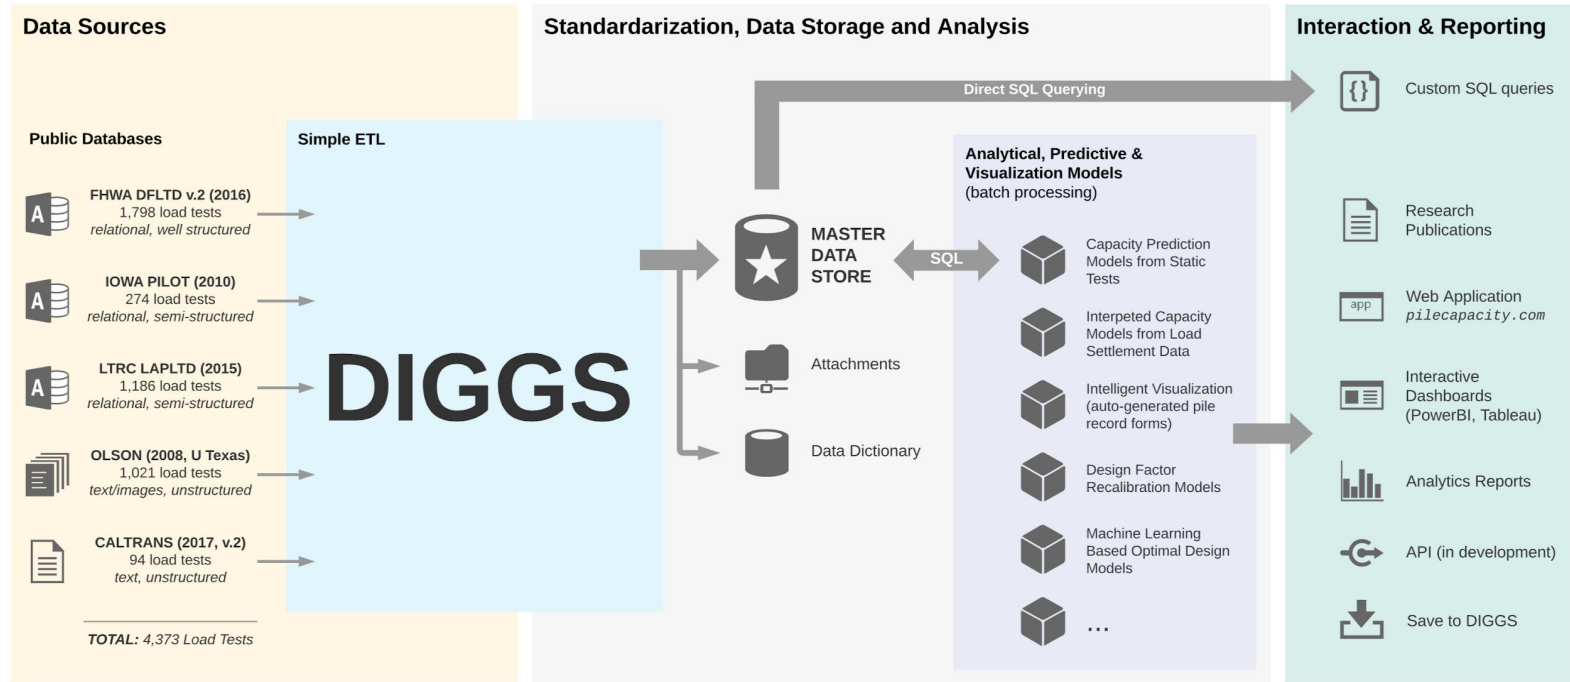 Data Sources
Public Databases
FHWA DFLTD v.2 (2016)
1,798 load tests
relational, well structured
IOWA PILOT (2010)
274 load tests
relational, semi-structured
LTRC LAPLTD (2015)
1,186 load tests
relational, semi-structured
OLSON (2008, U Texas)
1,021 load tests
text/images, unstructured
CALTRANS (2017, v.2)
94 load tests
text, unstructured
TOTAL: 4,373 Load Tests
A
A
A
Simple ETL
DIGGS
Standardarization, Data Storage and Analysis
Direct SQL Querying
MASTER
DATA
STORE
SQL
Attachments
Data Dictionary
Analytical, Predictive &
Visualization Models
(batch processing)
Capacity Prediction
Models from Static
Tests
Interpeted Capacity
Models from Load
Settlement Data
Intelligent Visualization
(auto-generated pile
record forms)
Design Factor
Recalibration Models
Machine Learning
Based Optimal Design
Models
...
Interaction & Reporting
{}
Custom SQL queries
Research
Publications
app
Web Application
pilecapacity.com
Interactive
Dashboards
(PowerBI, Tableau)
Analytics Reports
API (in development)
Save to DIGGS